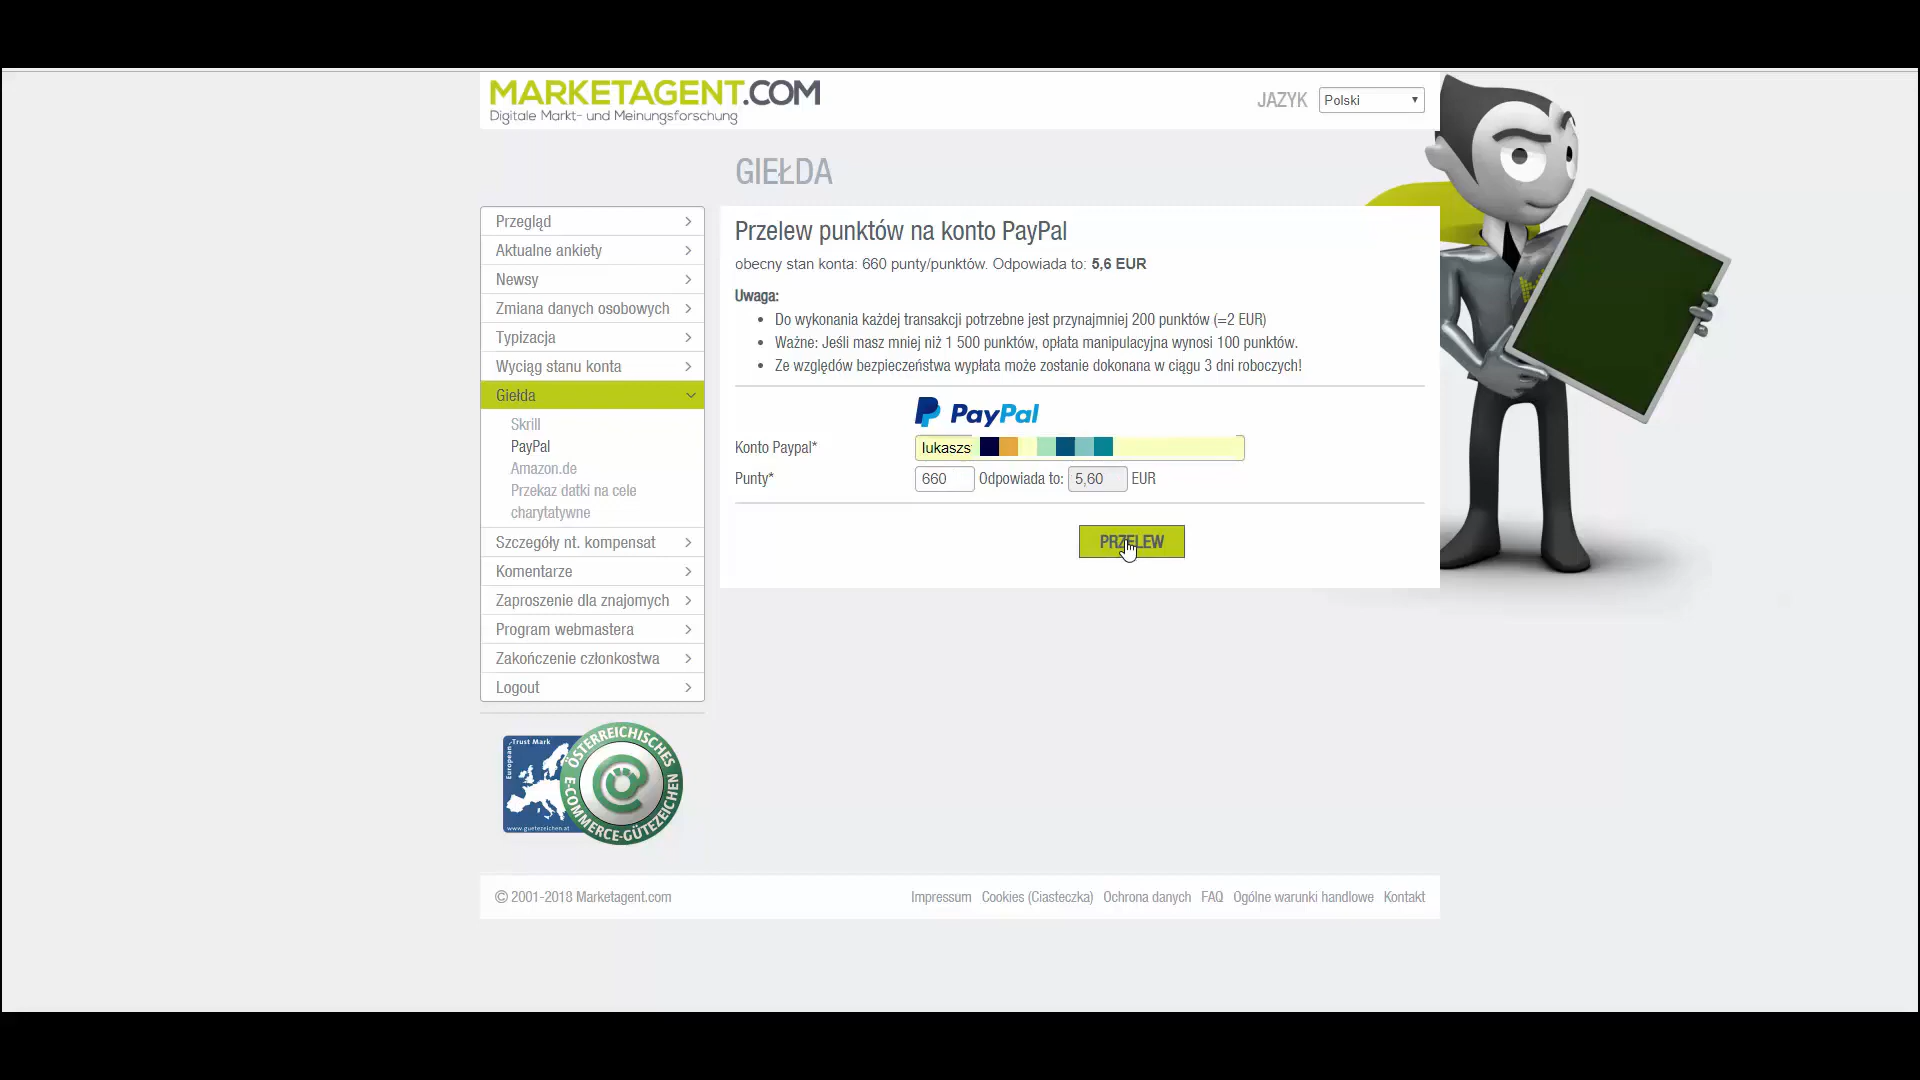 MARKETAGENT.COM
Digitale Markt- und Meinungsforschung
JAZYK Polski
GIEŁDA
Przegląd
Aktualne ankiety
Newsy
Zmiana danych osobowych
Typizacja
Wyciąg stanu konta
Giełda
Skrill
PayPal
Amazon.de
Przekaz datki na cele
charytatywne
Szczegóły nt. kompensat
Komentarze
Zaproszenie dla znajomych
Program webmastera
Zakończenie członkostwa
Logout
Przelew punktów na konto PayPal
obecny stan konta: 660 punty/punktów. Odpowiada to: 5,6 EUR
Uwaga:
Do wykonania każdej transakcji potrzebne jest przynajmniej 200 punktów (=2 EUR)
Ważne: Jeśli masz mniej niż 1 500 punktów, opłata manipulacyjna wynosi 100 punktów.
Ze względów bezpieczeństwa wypłata może zostanie dokonana w ciągu 3 dni roboczych!
PayPal
Konto Paypal* lukaszs
Punty* 660 Odpowiada to: 5,60 EUR
PRZELEW
European Trust Mark
www.guetezeichen.at
ÖSTERREICHISCHES
E-COMMERCE-GÜTEZEICHEN
© 2001-2018 Marketagent.com
Impressum Cookies (Ciasteczka) Ochrona danych FAQ Ogólne warunki handlowe Kontakt